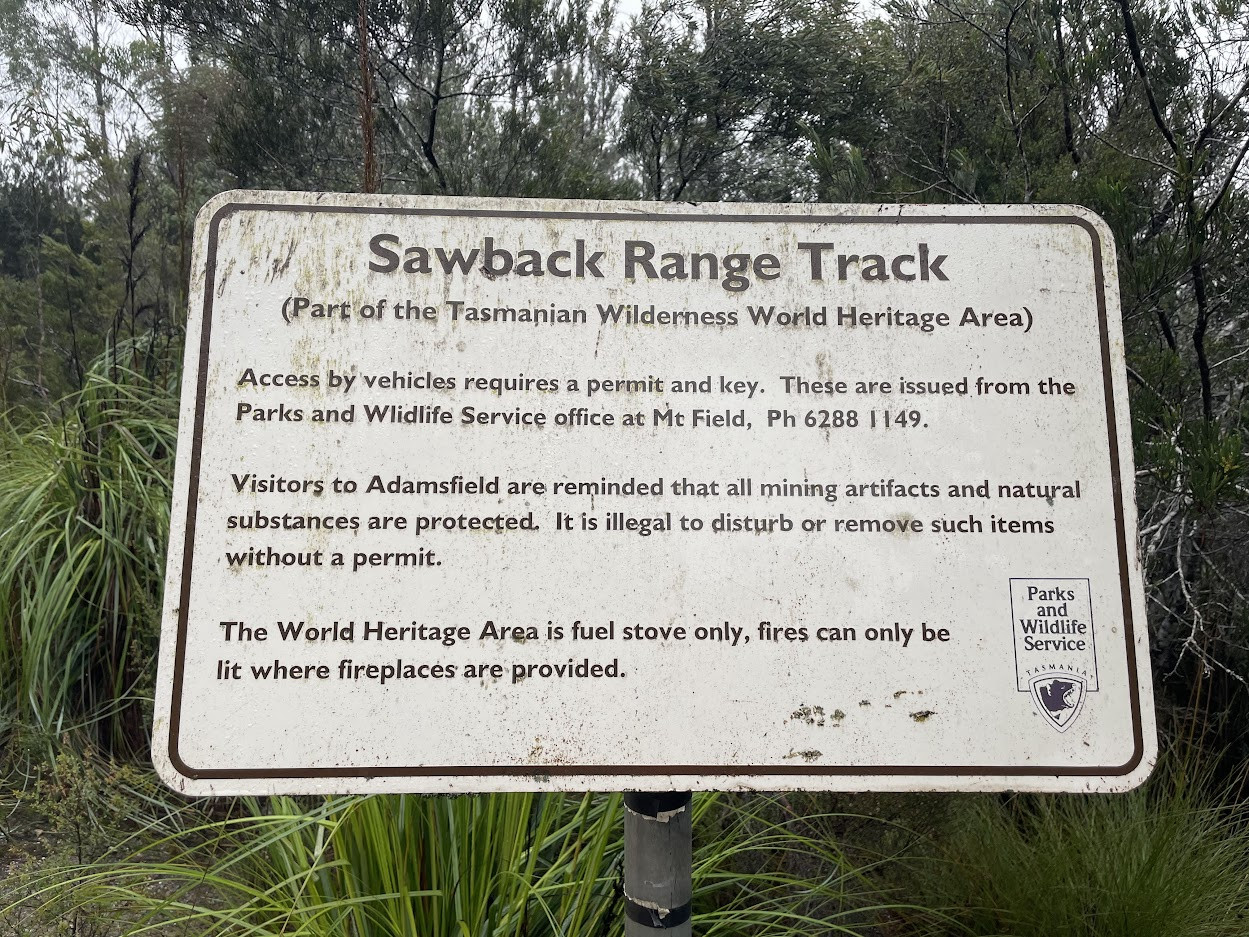 Sawback Range Track
(Part of the Tasmanian Wilderness World Heritage Area)
Access by vehicles requires a permit and key. These are issued from the
Parks and Wlidlife Service office at Mt Field, Ph 6288 1149.
Visitors to Adamsfield are reminded that all mining artifacts and natural
substances are protected. It is illegal to disturb or remove such items
without a permit.
The World Heritage Area is fuel stove only, fires can only be
lit where fireplaces are provided.
Parks
and
Wildlife
Service
TASMANIA